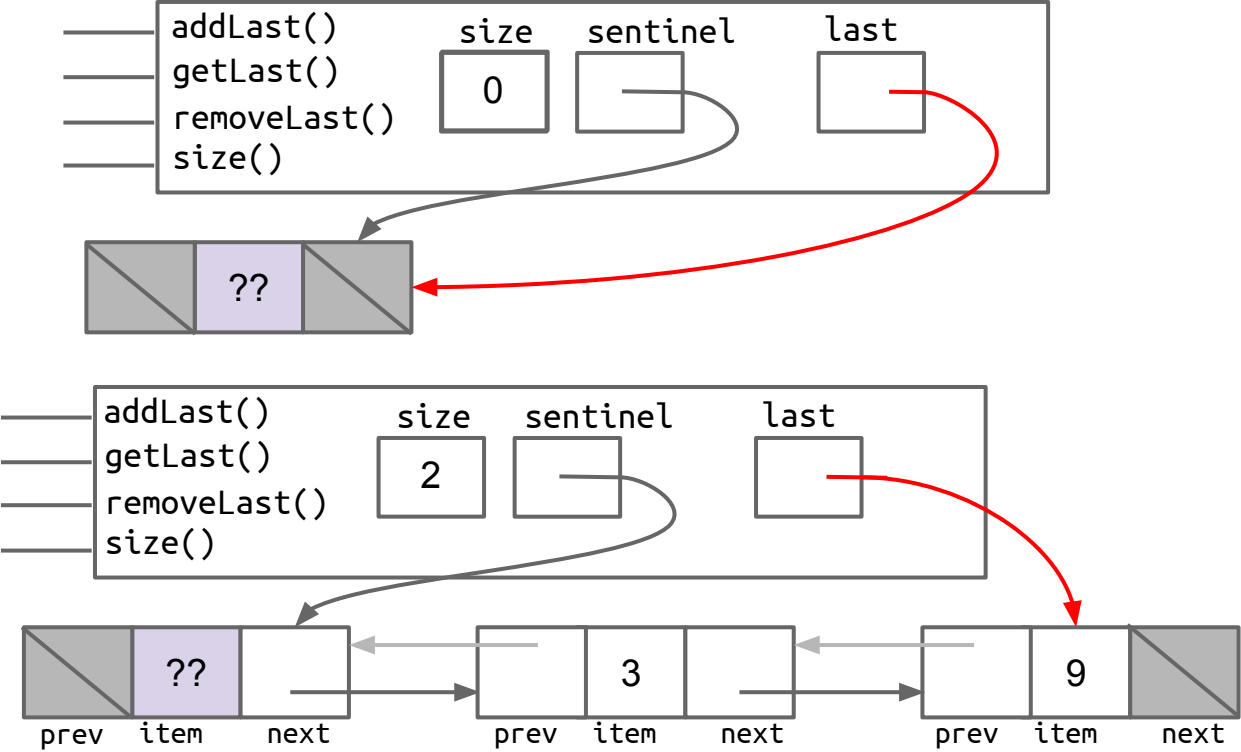 addLast()
size sentinel last
getLast()
0
removeLast()
size()
??
addLast()
size sentinel last
getLast()
2
removeLast()
size()
?? 3 9
prev item next prev item next prev item next